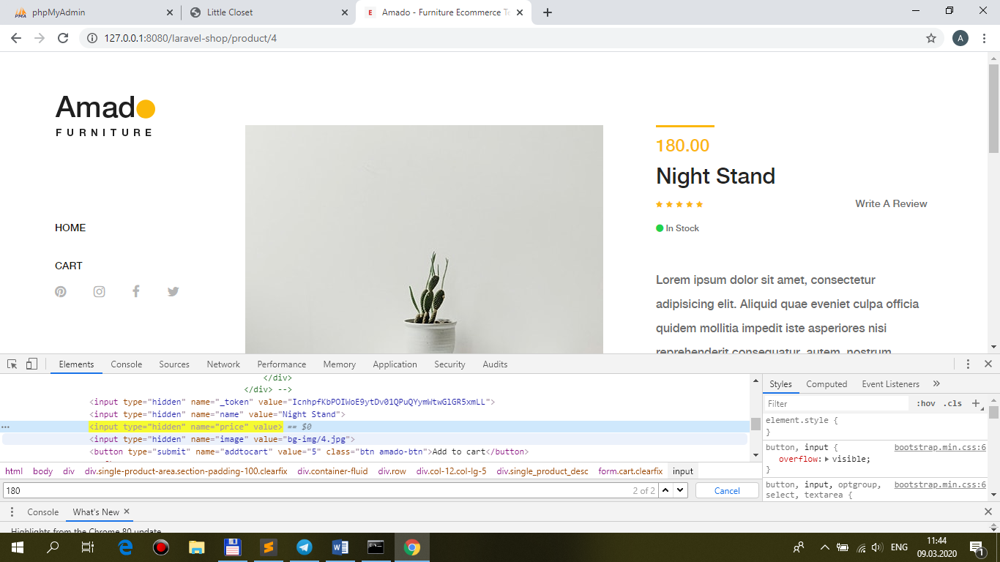 phpMyAdmin
Little Closet
Amado - Furniture Ecommerce Te
127.0.0.1:8080/laravel-shop/product/4
A
Amado
FURNITURE
HOME
CART
180.00
Night Stand
Write A Review
In Stock
Lorem ipsum dolor sit amet, consectetur
adipisicing elit. Aliquid quae eveniet culpa officia
quidem mollitia impedit iste asperiores nisi
reprehenderit consequatur, autem, nostrum
Elements Console Sources Network Performance Memory Application Security Audits
</div>
</div> -->
<input type="hidden" name="_token" value="IcnhpfKbPOIWoE9ytDv01QPuQYymWtwGlGR5xmLL">
<input type="hidden" name="name" value="Night Stand">
<input type="hidden" name="price" value> == $0
<input type="hidden" name="image" value="bg-img/4.jpg">
<button type="submit" name="addtocart" value="5" class="btn amado-btn">Add to cart</button>
html body div div.single-product-area.section-padding-100.clearfix div.container-fluid div.row div.col-12.col-lg-5 div.single_product_desc form.cart.clearfix input
180 2 of 2 Cancel
Styles Computed Event Listeners »
Filter :hov .cls +
element.style {
}
button, input { bootstrap.min.css:6
overflow: visible;
}
button, input, optgroup, bootstrap.min.css:6
select, textarea {
Console What's New
Highlights from the Chrome 80 update
ENG
11:44
09.03.2020
1